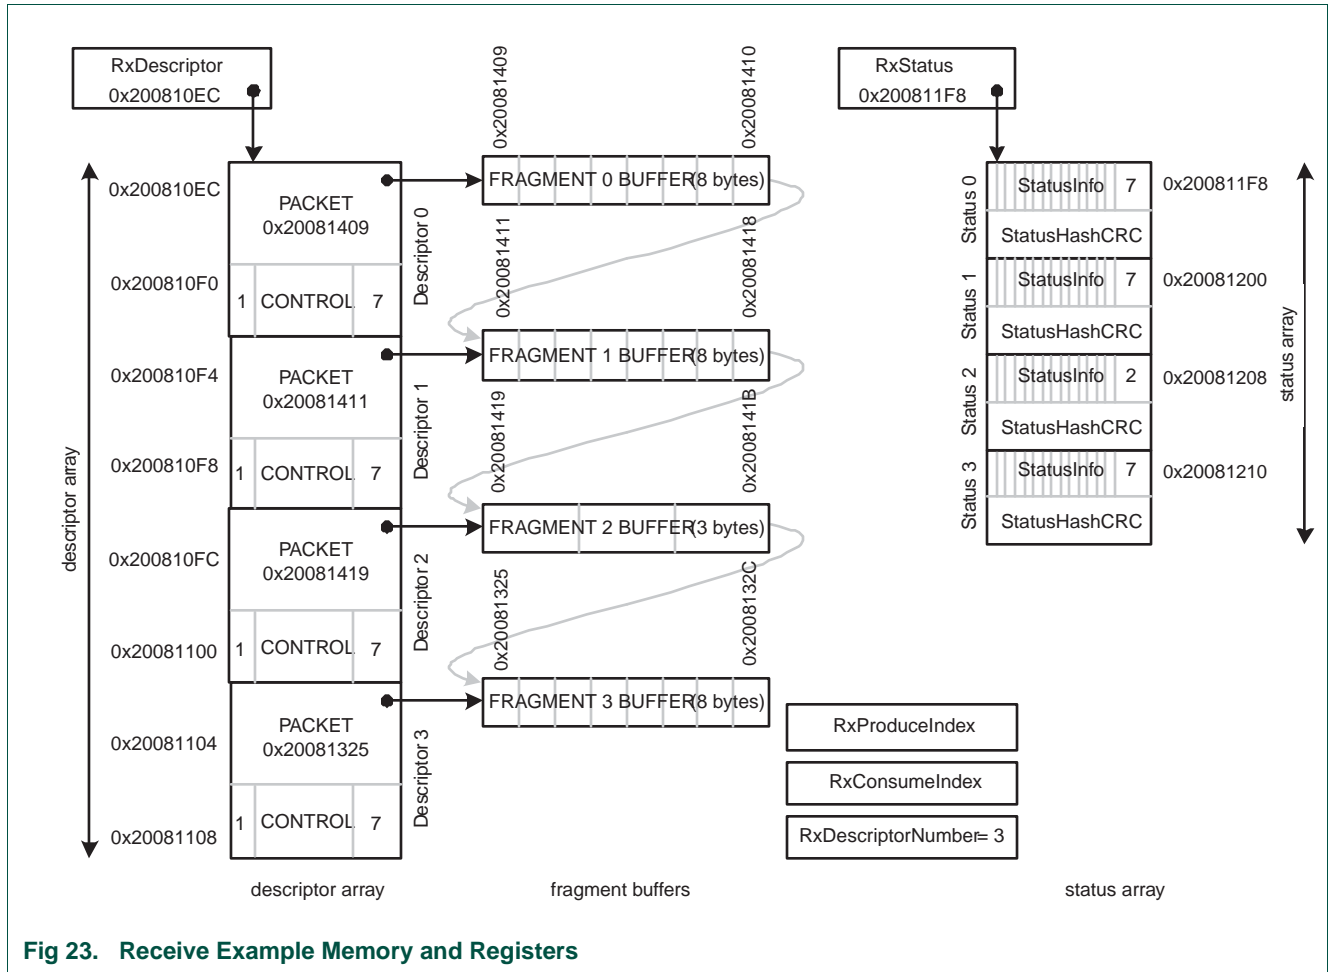 RxDescriptor
0x200810EC
0x20081409
0x20081410
RxStatus
0x200811F8
0x200810EC
PACKET
0x20081409
Descriptor 0
FRAGMENT 0 BUFFER(8 bytes)
0x200810F0
1 CONTROL 7
0x20081411
0x20081418
0x200810F4
PACKET
0x20081411
Descriptor 1
FRAGMENT 1 BUFFER(8 bytes)
0x200810F8
1 CONTROL 7
0x20081419
0x2008141B
0x200810FC
PACKET
0x20081419
Descriptor 2
FRAGMENT 2 BUFFER(3 bytes)
0x20081100
1 CONTROL 7
0x20081325
0x2008132C
0x20081104
PACKET
0x20081325
Descriptor 3
FRAGMENT 3 BUFFER(8 bytes)
0x20081108
1 CONTROL 7
descriptor array
Status 0
StatusInfo 7
0x200811F8
StatusHashCRC
Status 1
StatusInfo 7
0x20081200
StatusHashCRC
Status 2
StatusInfo 2
0x20081208
StatusHashCRC
Status 3
StatusInfo 7
0x20081210
StatusHashCRC
status array
RxProduceIndex
RxConsumeIndex
RxDescriptorNumber= 3
descriptor array
fragment buffers
status array
Fig 23. Receive Example Memory and Registers